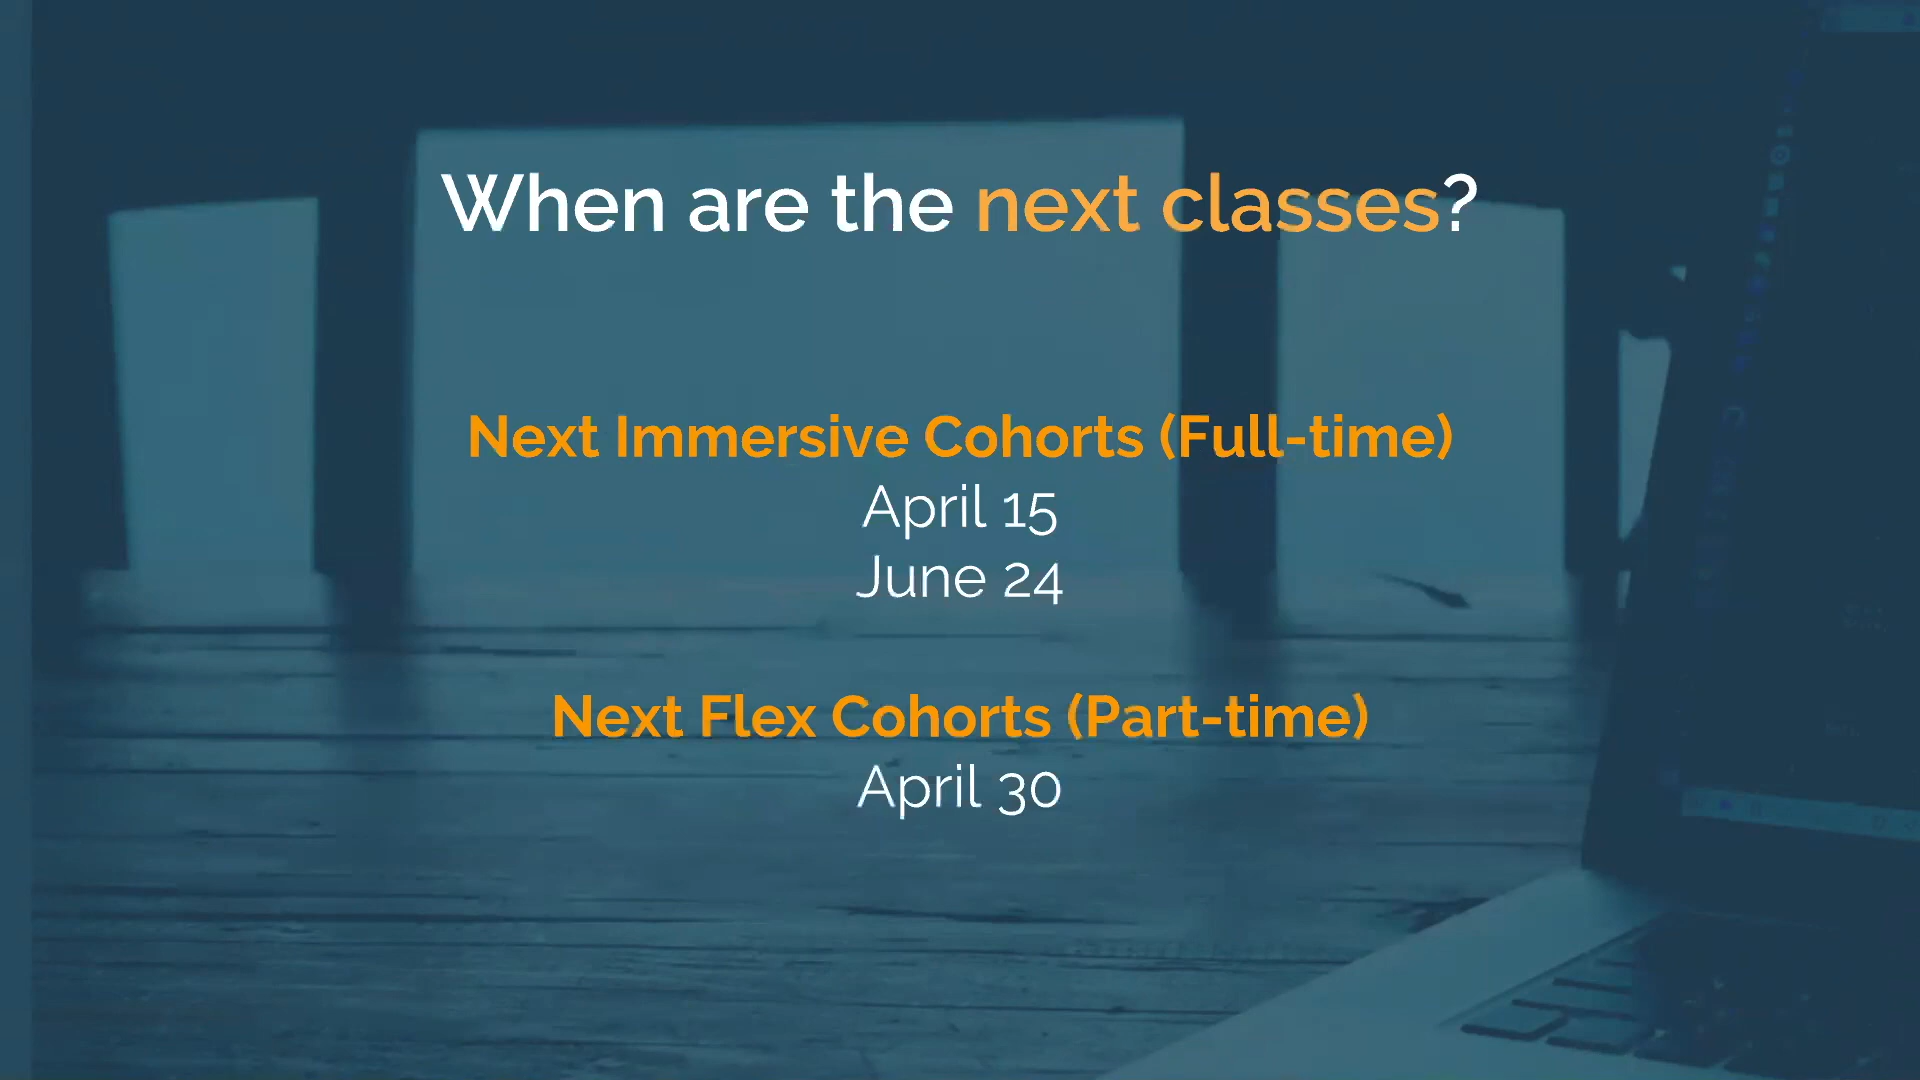 When are the next classes?
Next Immersive Cohorts (Full-time)
April 15
June 24
Next Flex Cohorts (Part-time)
April 30